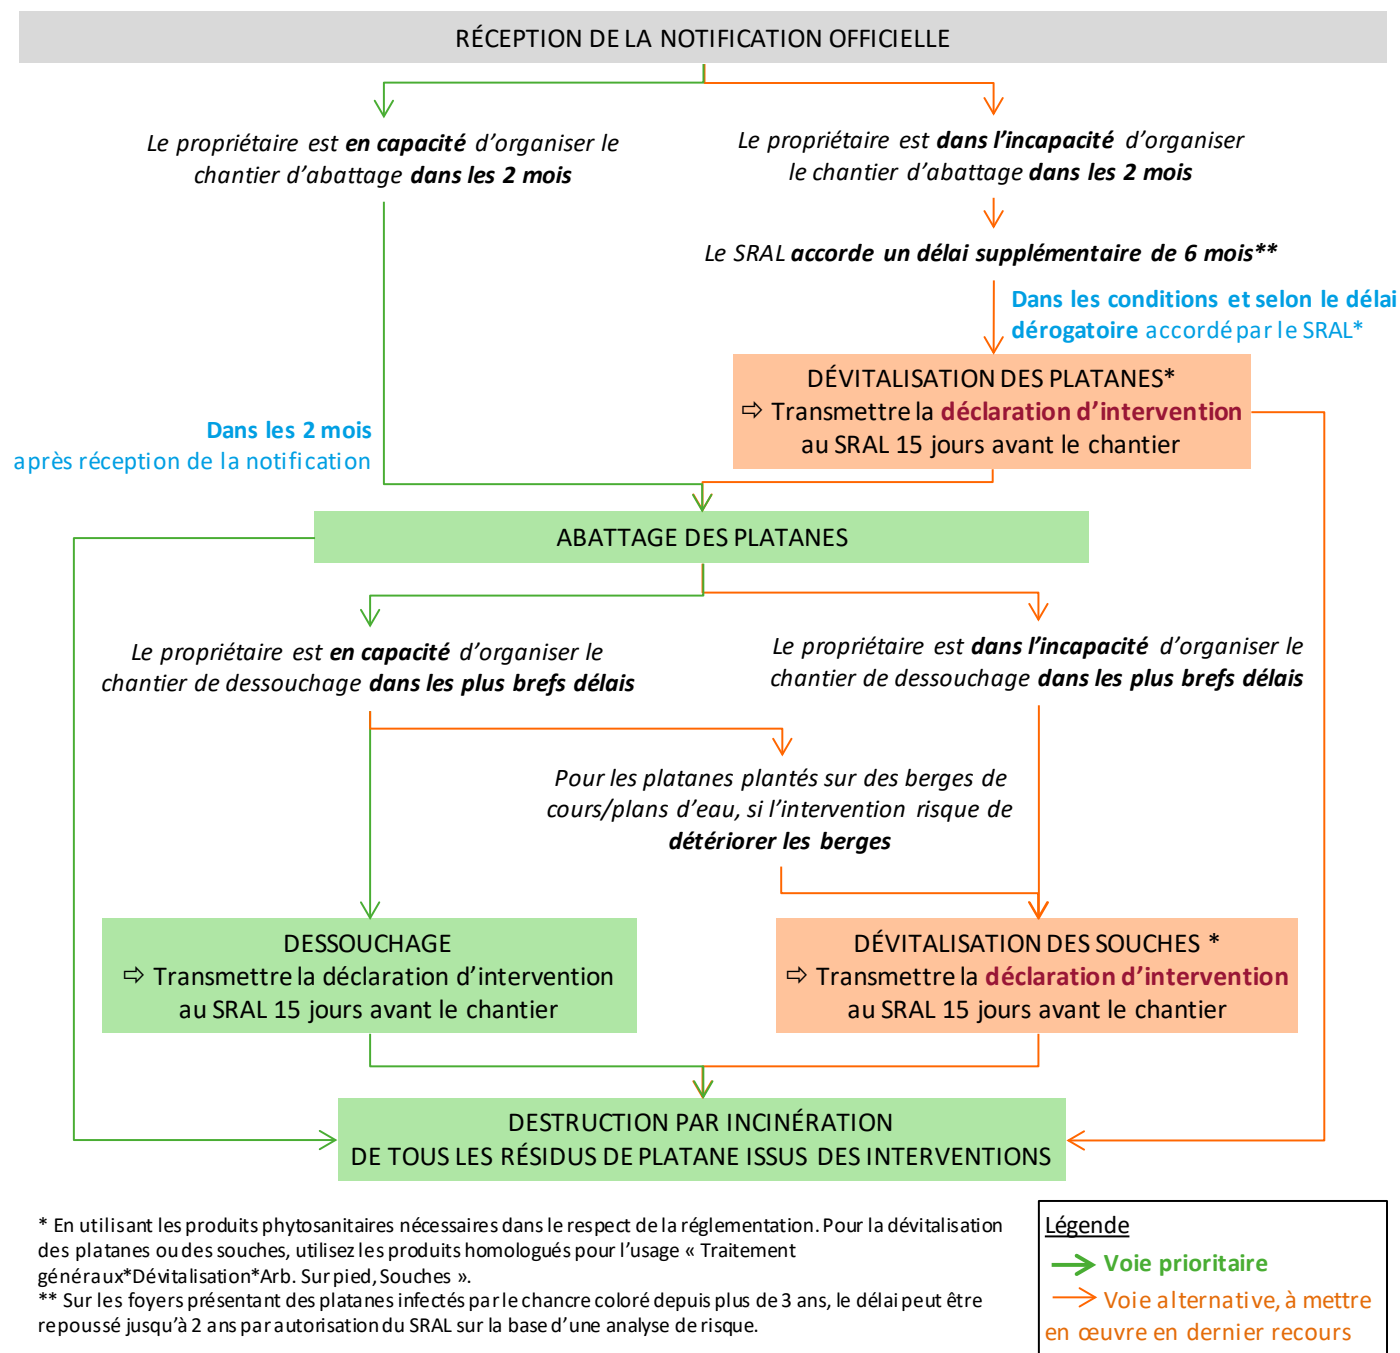 RÉCEPTION DE LA NOTIFICATION OFFICIELLE
Le propriétaire est en capacité d’organiser le
chantier d’abattage dans les 2 mois
Le propriétaire est dans l’incapacité d’organiser
le chantier d’abattage dans les 2 mois
Le SRAL accorde un délai supplémentaire de 6 mois**
Dans les conditions et selon le délai
dérogatoire accordé par le SRAL*
DÉVITALISATION DES PLATANES*
⇨ Transmettre la déclaration d’intervention
au SRAL 15 jours avant le chantier
Dans les 2 mois
après réception de la notification
ABATTAGE DES PLATANES
Le propriétaire est en capacité d’organiser le
chantier de dessouchage dans les plus brefs délais
Le propriétaire est dans l’incapacité d’organiser le
chantier de dessouchage dans les plus brefs délais
Pour les platanes plantés sur des berges de
cours/plans d’eau, si l’intervention risque de
détériorer les berges
DESSOUCHAGE
⇨ Transmettre la déclaration d’intervention
au SRAL 15 jours avant le chantier
DÉVITALISATION DES SOUCHES *
⇨ Transmettre la déclaration d’intervention
au SRAL 15 jours avant le chantier
DESTRUCTION PAR INCINÉRATION
DE TOUS LES RÉSIDUS DE PLATANE ISSUS DES INTERVENTIONS
* En utilisant les produits phytosanitaires nécessaires dans le respect de la réglementation. Pour la dévitalisation
des platanes ou des souches, utilisez les produits homologués pour l’usage « Traitement
généraux*Dévitalisation*Arb. Sur pied, Souches ».
** Sur les foyers présentant des platanes infectés par le chancre coloré depuis plus de 3 ans, le délai peut être
repoussé jusqu’à 2 ans par autorisation du SRAL sur la base d’une analyse de risque.
Légende
Voie prioritaire
Voie alternative, à mettre
en œuvre en dernier recours